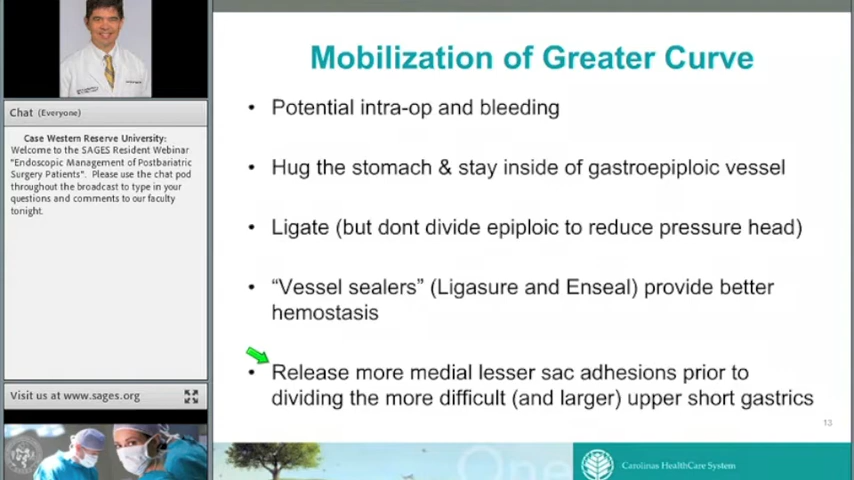 Chat (Everyone)
Case Western Reserve University:
Welcome to the SAGES Resident Webinar
"Endoscopic Management of Postbariatric
Surgery Patients". Please use the chat pod
throughout the broadcast to type in your
questions and comments to our faculty
tonight.
Visit us at www.sages.org
Mobilization of Greater Curve
• Potential intra-op and bleeding
• Hug the stomach & stay inside of gastroepiploic vessel
• Ligate (but dont divide epiploic to reduce pressure head)
• “Vessel sealers” (Ligasure and Enseal) provide better
hemostasis
• Release more medial lesser sac adhesions prior to
dividing the more difficult (and larger) upper short gastrics
13
One
Carolinas HealthCare System